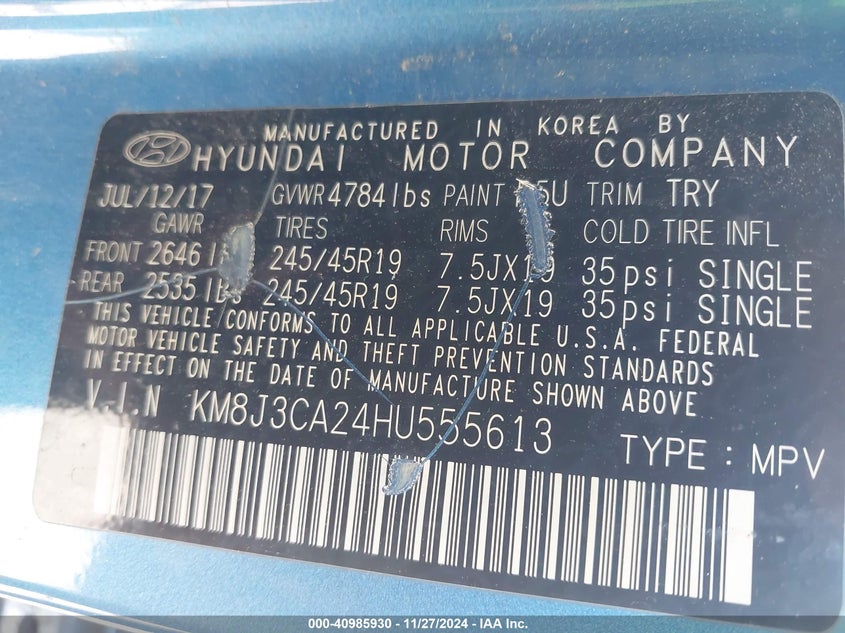 MANUFACTURED IN KOREA BY
HYUNDAI MOTOR COMPANY
JUL/12/17 GVWR 4784 lbs PAINT TRIM TRY
GAWR TIRES RIMS COLD TIRE INFL
FRONT 2646 245/45R19 7.5JX19 35psi SINGLE
REAR 2535 lbs 245/45R19 7.5JX19 35psi SINGLE
THIS VEHICLE CONFORMS TO ALL APPLICABLE U.S.A. FEDERAL
MOTOR VEHICLE SAFETY AND THEFT PREVENTION STANDARDS
IN EFFECT ON THE DATE OF MANUFACTURE SHOWN ABOVE
V.I.N KM8J3CA24HU555613
TYPE : MPV
000-40985930 - 11/27/2024 - IAAI.COM